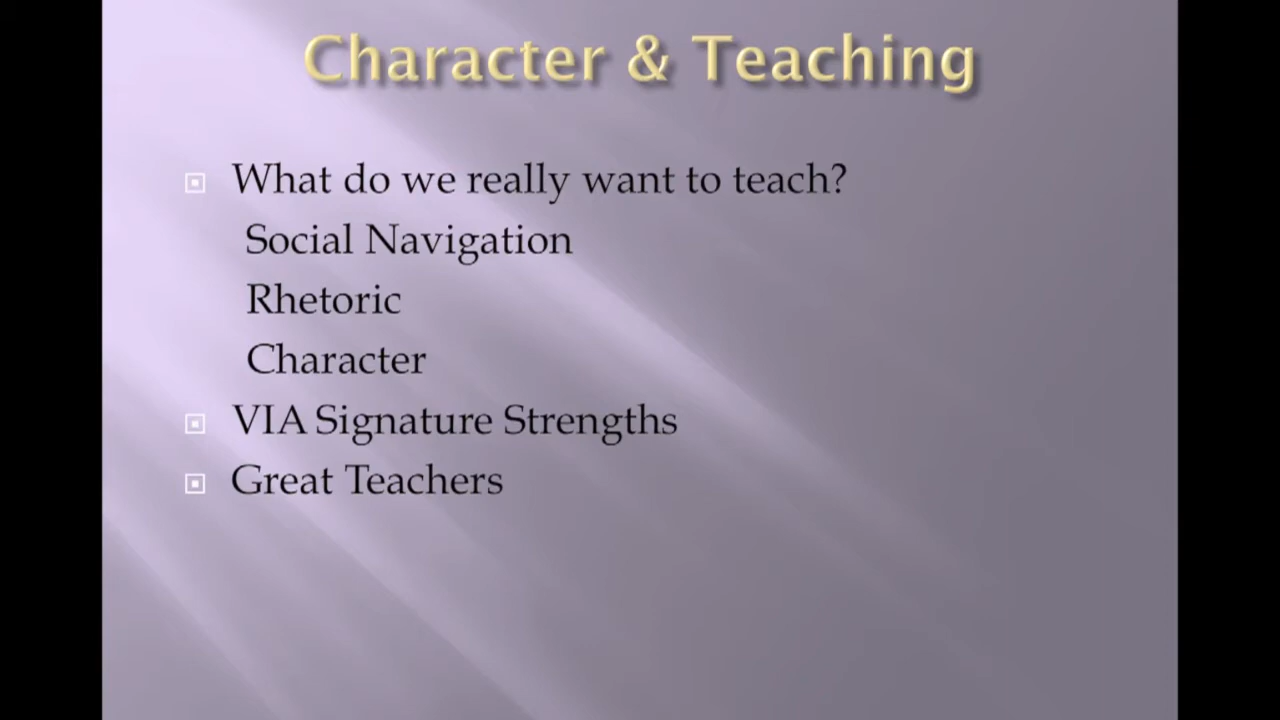 Character & Teaching
What do we really want to teach?
Social Navigation
Rhetoric
Character
VIA Signature Strengths
Great Teachers